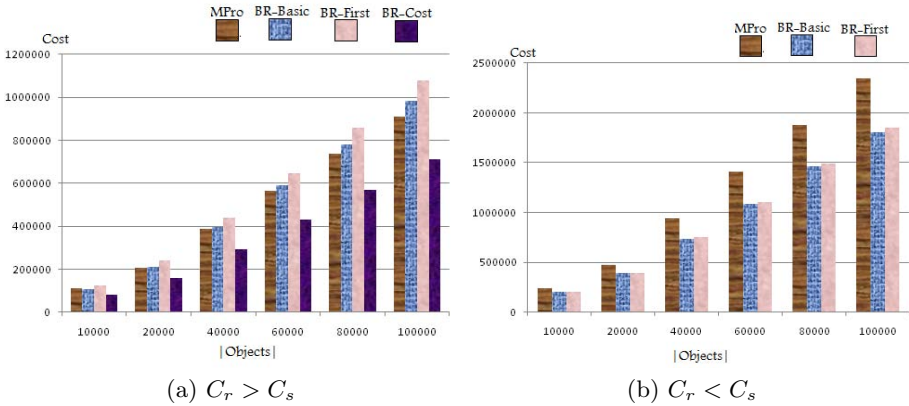 MPro BR-Basic BR-First BR-Cost
Cost
1200000
1000000
800000
600000
400000
200000
0
10000 20000 40000 60000 80000 100000
|Objects|
(a) C_r > C_s
MPro BR-Basic BR-First
Cost
2500000
2000000
1500000
1000000
500000
0
10000 20000 40000 60000 80000 100000
|Objects|
(b) C_r < C_s